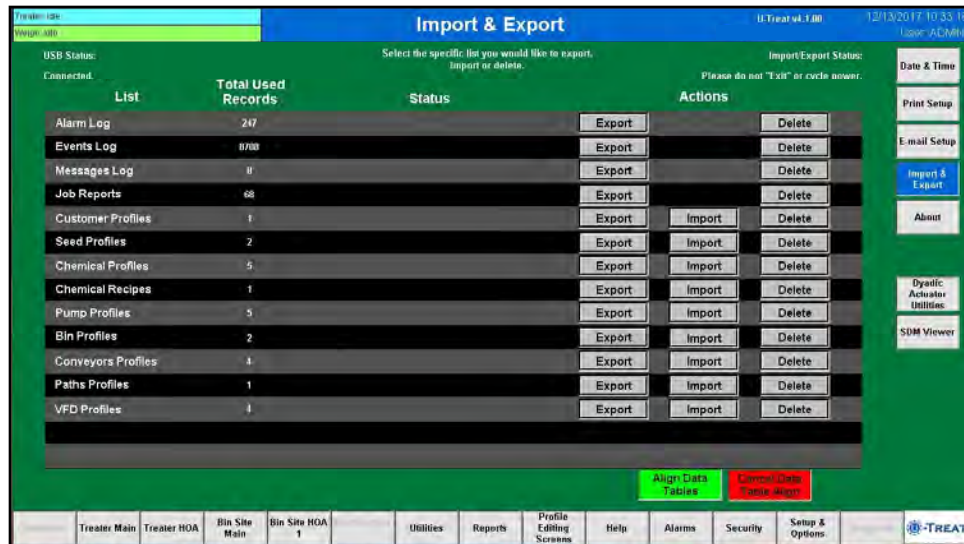 Treater: Idle
Weigh: Idle
Import & Export
U-Treat v4.1.00
12/13/2017 10:33:1
User: ADMIN
USB Status:
Connected.
Select the specific list you would like to export,
import or delete.
Import/Export Status:
Please do not "Exit" or cycle power.
List
Total Used
Records
Status
Actions
Alarm Log 247 Export Delete
Events Log Export Delete
Messages Log Export Delete
Job Reports 68 Export Delete
Customer Profiles 1 Export Import Delete
Seed Profiles 2 Export Import Delete
Chemical Profiles 5 Export Import Delete
Chemical Recipes 1 Export Import Delete
Pump Profiles 5 Export Import Delete
Bin Profiles 2 Export Import Delete
Conveyors Profiles 4 Export Import Delete
Paths Profiles 1 Export Import Delete
VFD Profiles Export Import Delete
Align Data
Tables
Cancel Data
Table Align
Date & Time
Print Setup
E-mail Setup
Import &
Export
About
Dyadic
Actuator
Utilities
SDM Viewer
Treater Main
Treater HOA
Bin Site
Main
Bin Site HOA
1
Utilities
Reports
Profile
Editing
Screens
Help
Alarms
Security
Setup &
Options
-TREAT